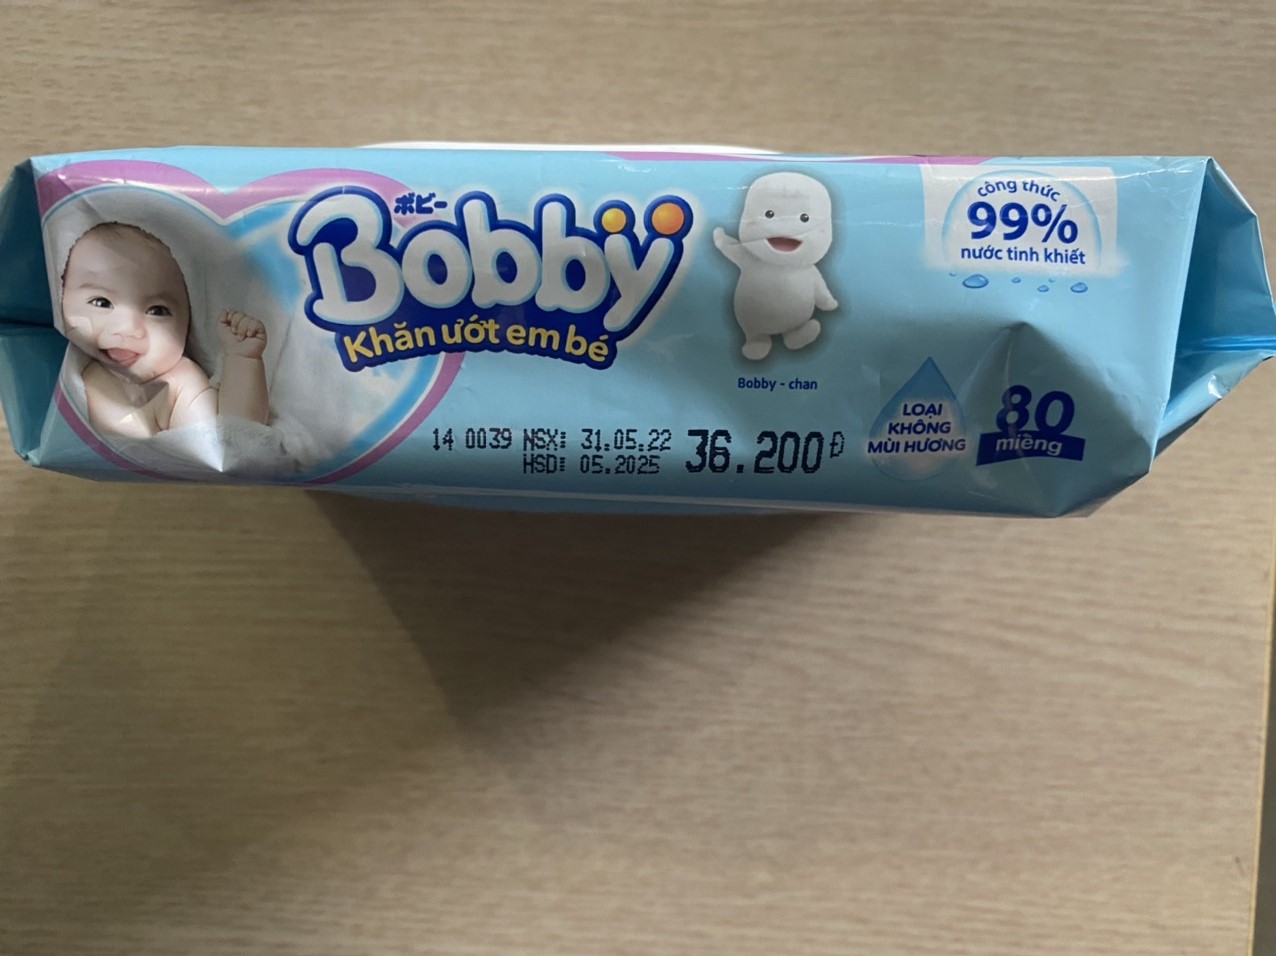 ボビー
Bobby
Khăn ướt em bé
Bobby - chan
công thức
99%
nước tinh khiết
LOẠI
KHÔNG
MÙI HƯƠNG
80
miếng
14 0039 NSX: 31.05.22 36.200Đ
HSD: 05.2025